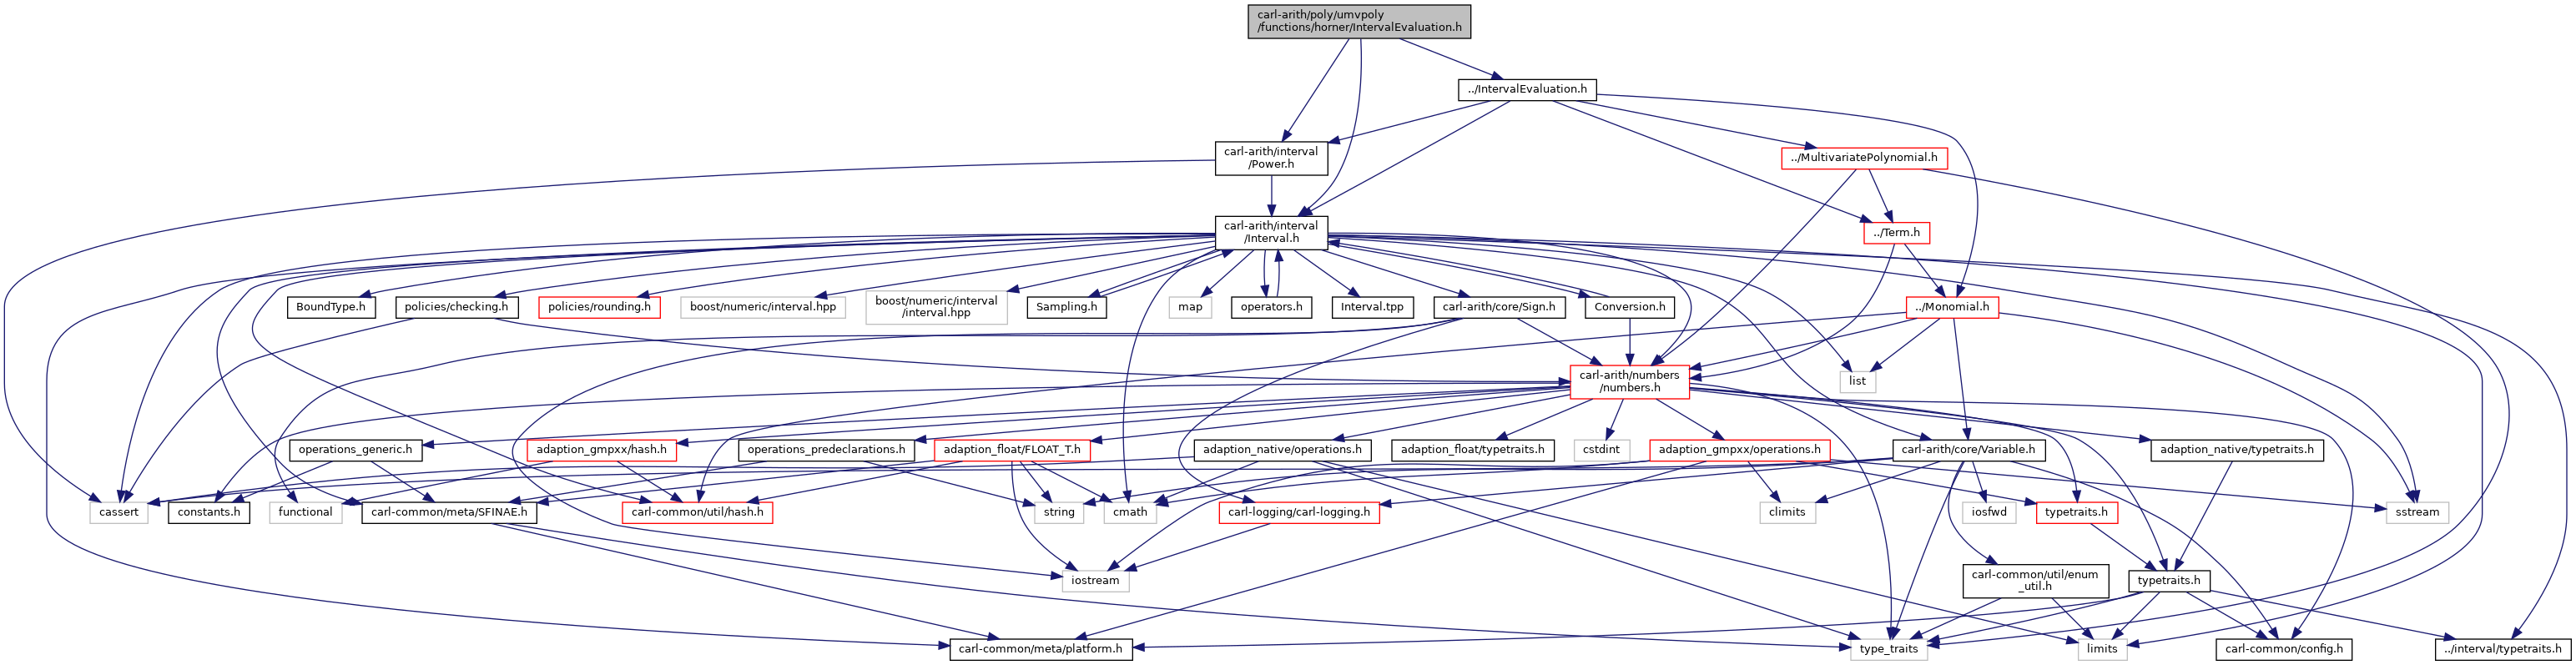 carl-arith/poly/umvpoly
/functions/horner/IntervalEvaluation.h
../IntervalEvaluation.h
carl-arith/interval
/Power.h
../MultivariatePolynomial.h
carl-arith/interval
/Interval.h
../Term.h
BoundType.h
policies/checking.h
policies/rounding.h
boost/numeric/interval.hpp
boost/numeric/interval
/interval.hpp
Sampling.h
map
operators.h
Interval.tpp
carl-arith/core/Sign.h
Conversion.h
../Monomial.h
carl-arith/numbers
/numbers.h
list
operations_generic.h
adaption_gmpxx/hash.h
operations_predeclarations.h
adaption_float/FLOAT_T.h
adaption_native/operations.h
adaption_float/typetraits.h
cstdint
adaption_gmpxx/operations.h
carl-arith/core/Variable.h
adaption_native/typetraits.h
cassert
constants.h
functional
carl-common/meta/SFINAE.h
carl-common/util/hash.h
string
cmath
carl-logging/carl-logging.h
climits
iosfwd
typetraits.h
sstream
iostream
carl-common/util/enum
_util.h
typetraits.h
carl-common/meta/platform.h
type_traits
limits
carl-common/config.h
../interval/typetraits.h